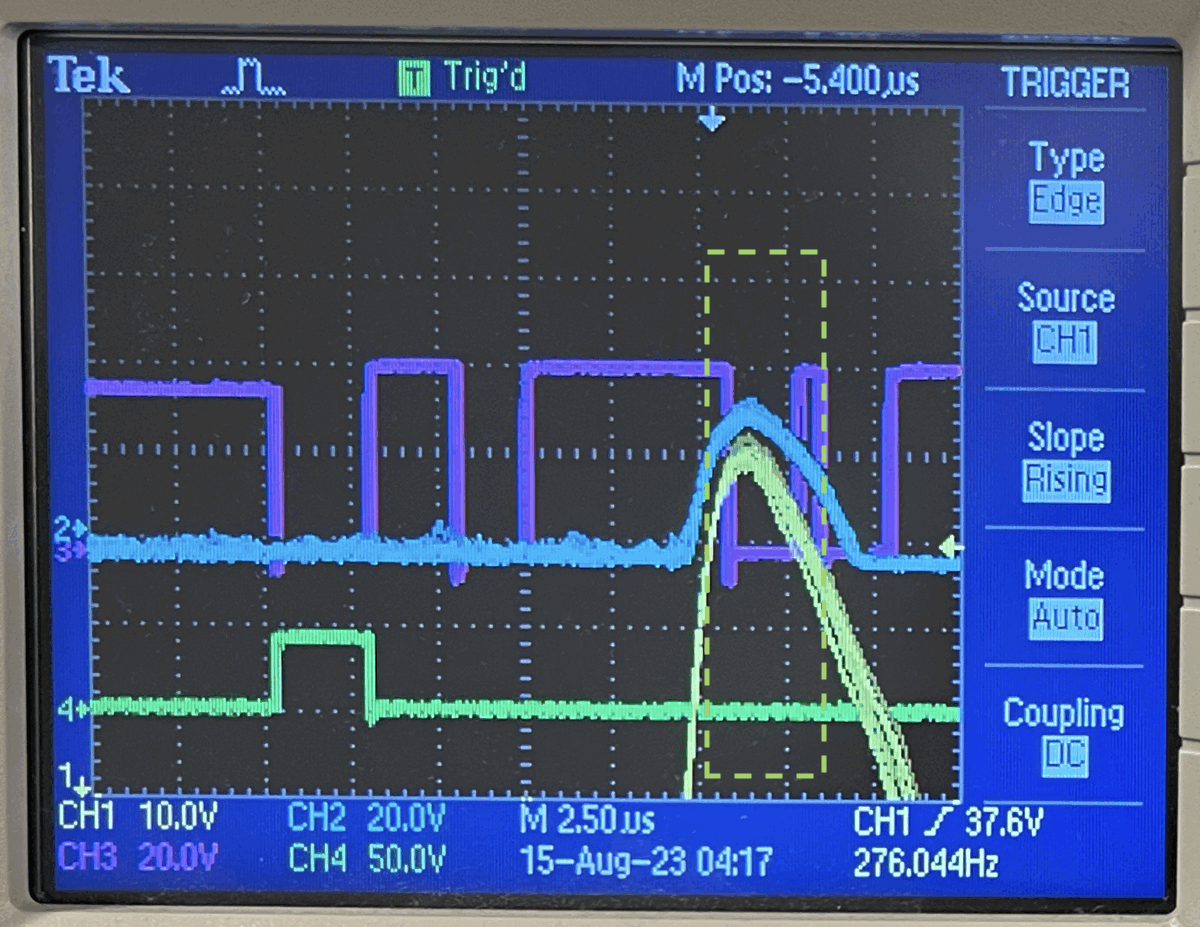 Tek
T Trig'd
M Pos: -5.400µs
TRIGGER
Type
Edge
Source
CH1
Slope
Rising
Mode
Auto
Coupling
DC
2
3
4
1
CH1 10.0V
CH2 20.0V
M 2.50µs
CH1 37.6V
CH3 20.0V
CH4 50.0V
15-Aug-23 04:17
276.044Hz